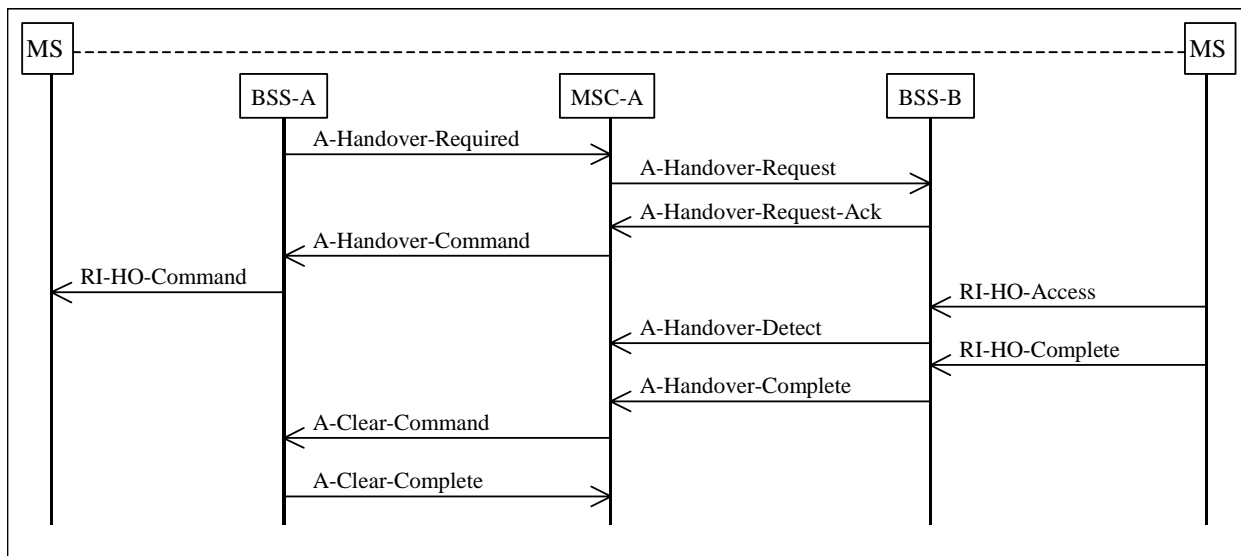 MS
MS
BSS-A
MSC-A
BSS-B
A-Handover-Required
A-Handover-Request
A-Handover-Request-Ack
A-Handover-Command
RI-HO-Command
RI-HO-Access
A-Handover-Detect
RI-HO-Complete
A-Handover-Complete
A-Clear-Command
A-Clear-Complete